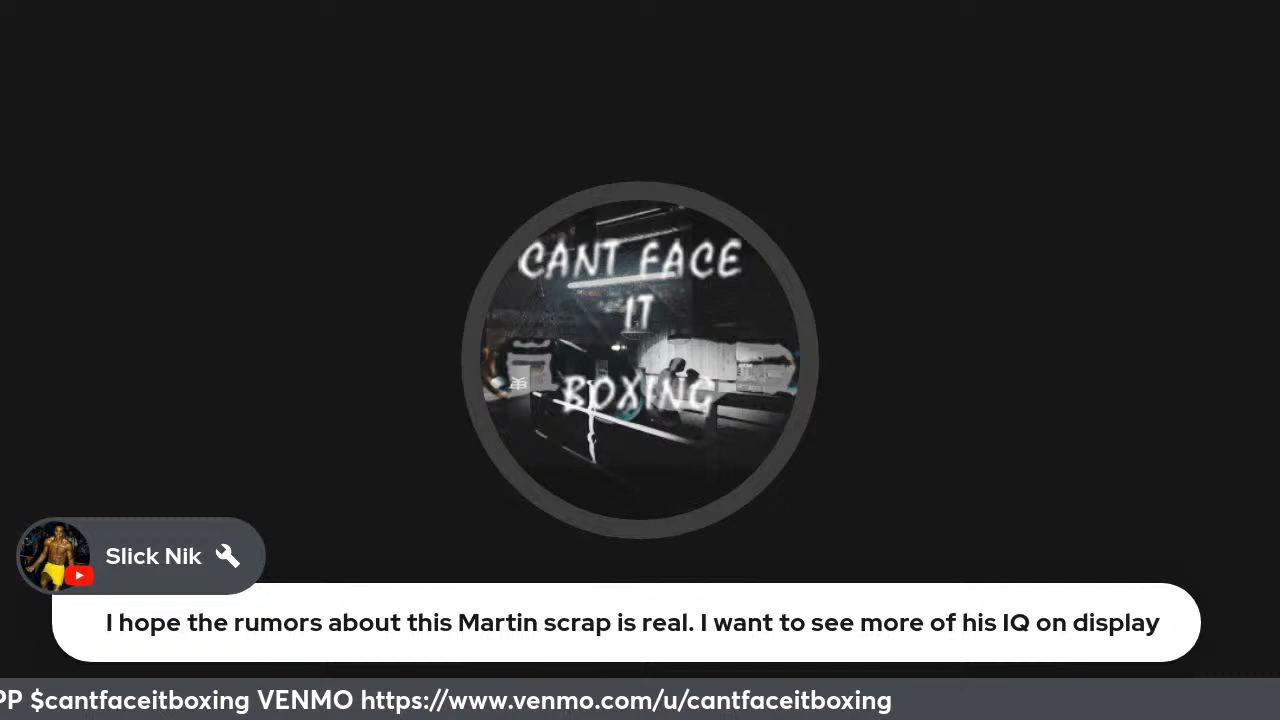 CANT FACE
IT
BOXING
Slick Nik
I hope the rumors about this Martin scrap is real. I want to see more of his IQ on display
PP $cantfaceitboxing VENMO https://www.venmo.com/u/cantfaceitboxing